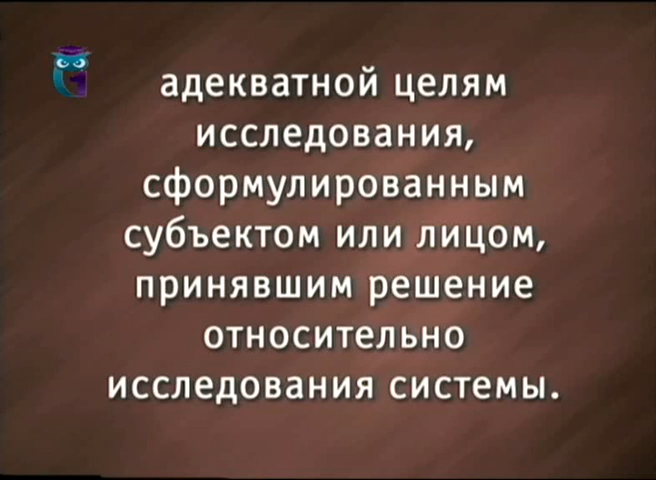 адекватной целям
исследования,
сформулированным
субъектом или лицом,
принявшим решение
относительно
исследования системы.